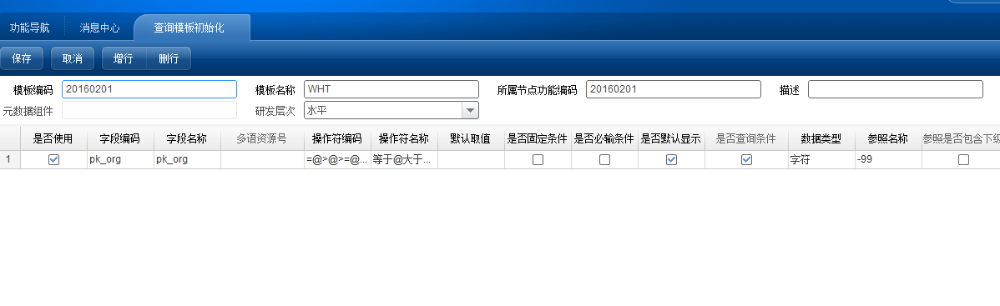 功能导航 消息中心 查询模板初始化
保存 取消 增行 删行
模板编码 20160201 模板名称 WHT 所属节点功能编码 20160201 描述
元数据组件 研发层次 水平
是否使用 字段编码 字段名称 多语资源号 操作符编码 操作符名称 默认取值 是否固定条件 是否必输条件 是否默认显示 是否查询条件 数据类型 参照名称 参照是否包含下级
1 pk_org pk_org =@>@>=@... 等于@大于... 字符 -99